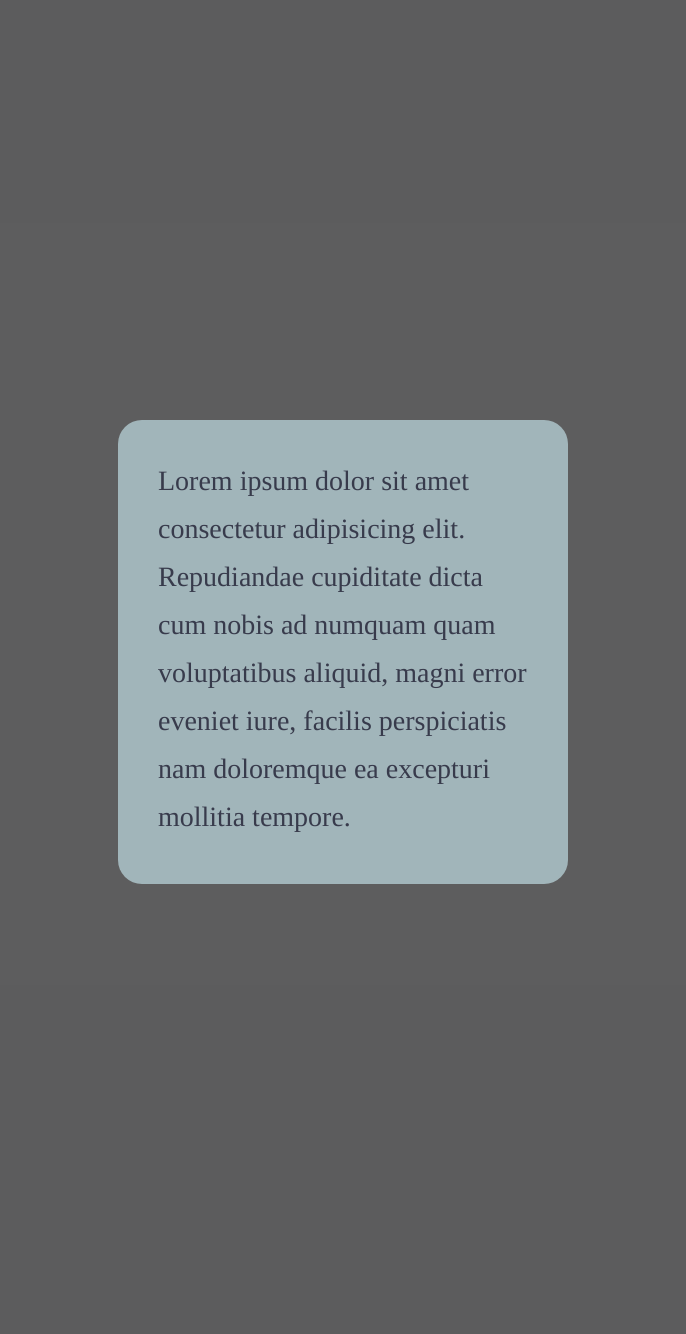 Lorem ipsum dolor sit amet
consectetur adipisicing elit.
Repudiandae cupiditate dicta
cum nobis ad numquam quam
voluptatibus aliquid, magni error
eveniet iure, facilis perspiciatis
nam doloremque ea excepturi
mollitia tempore.